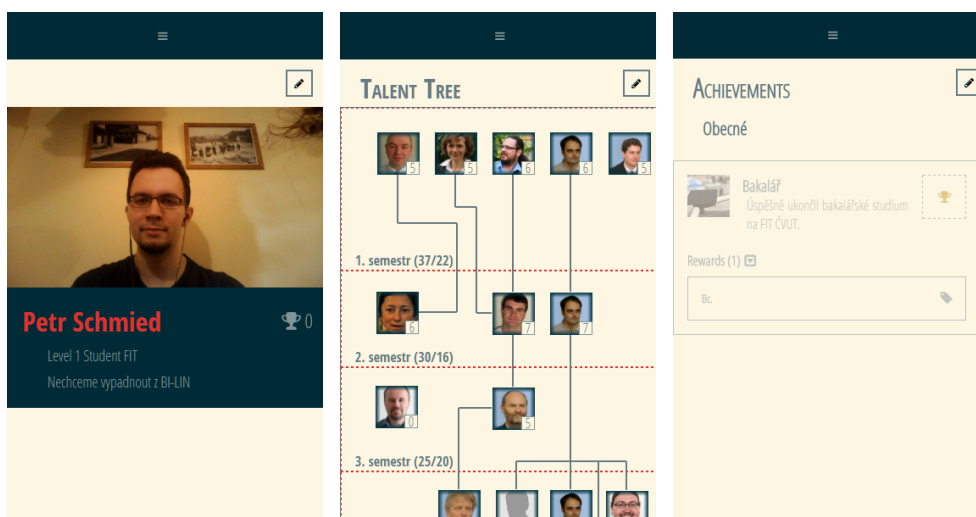 Petr Schmied
0
Level 1 Student FIT
Nechceme vypadnout z BI-LIN
Talent Tree
5
5
6
6
5
1. semestr (37/22)
6
7
7
2. semestr (30/16)
0
5
3. semestr (25/20)
Achievements
Obecné
Bakalář
Úspěšně ukončil bakalářské studium
na FIT ČVUT.
Rewards (1)
Bc.